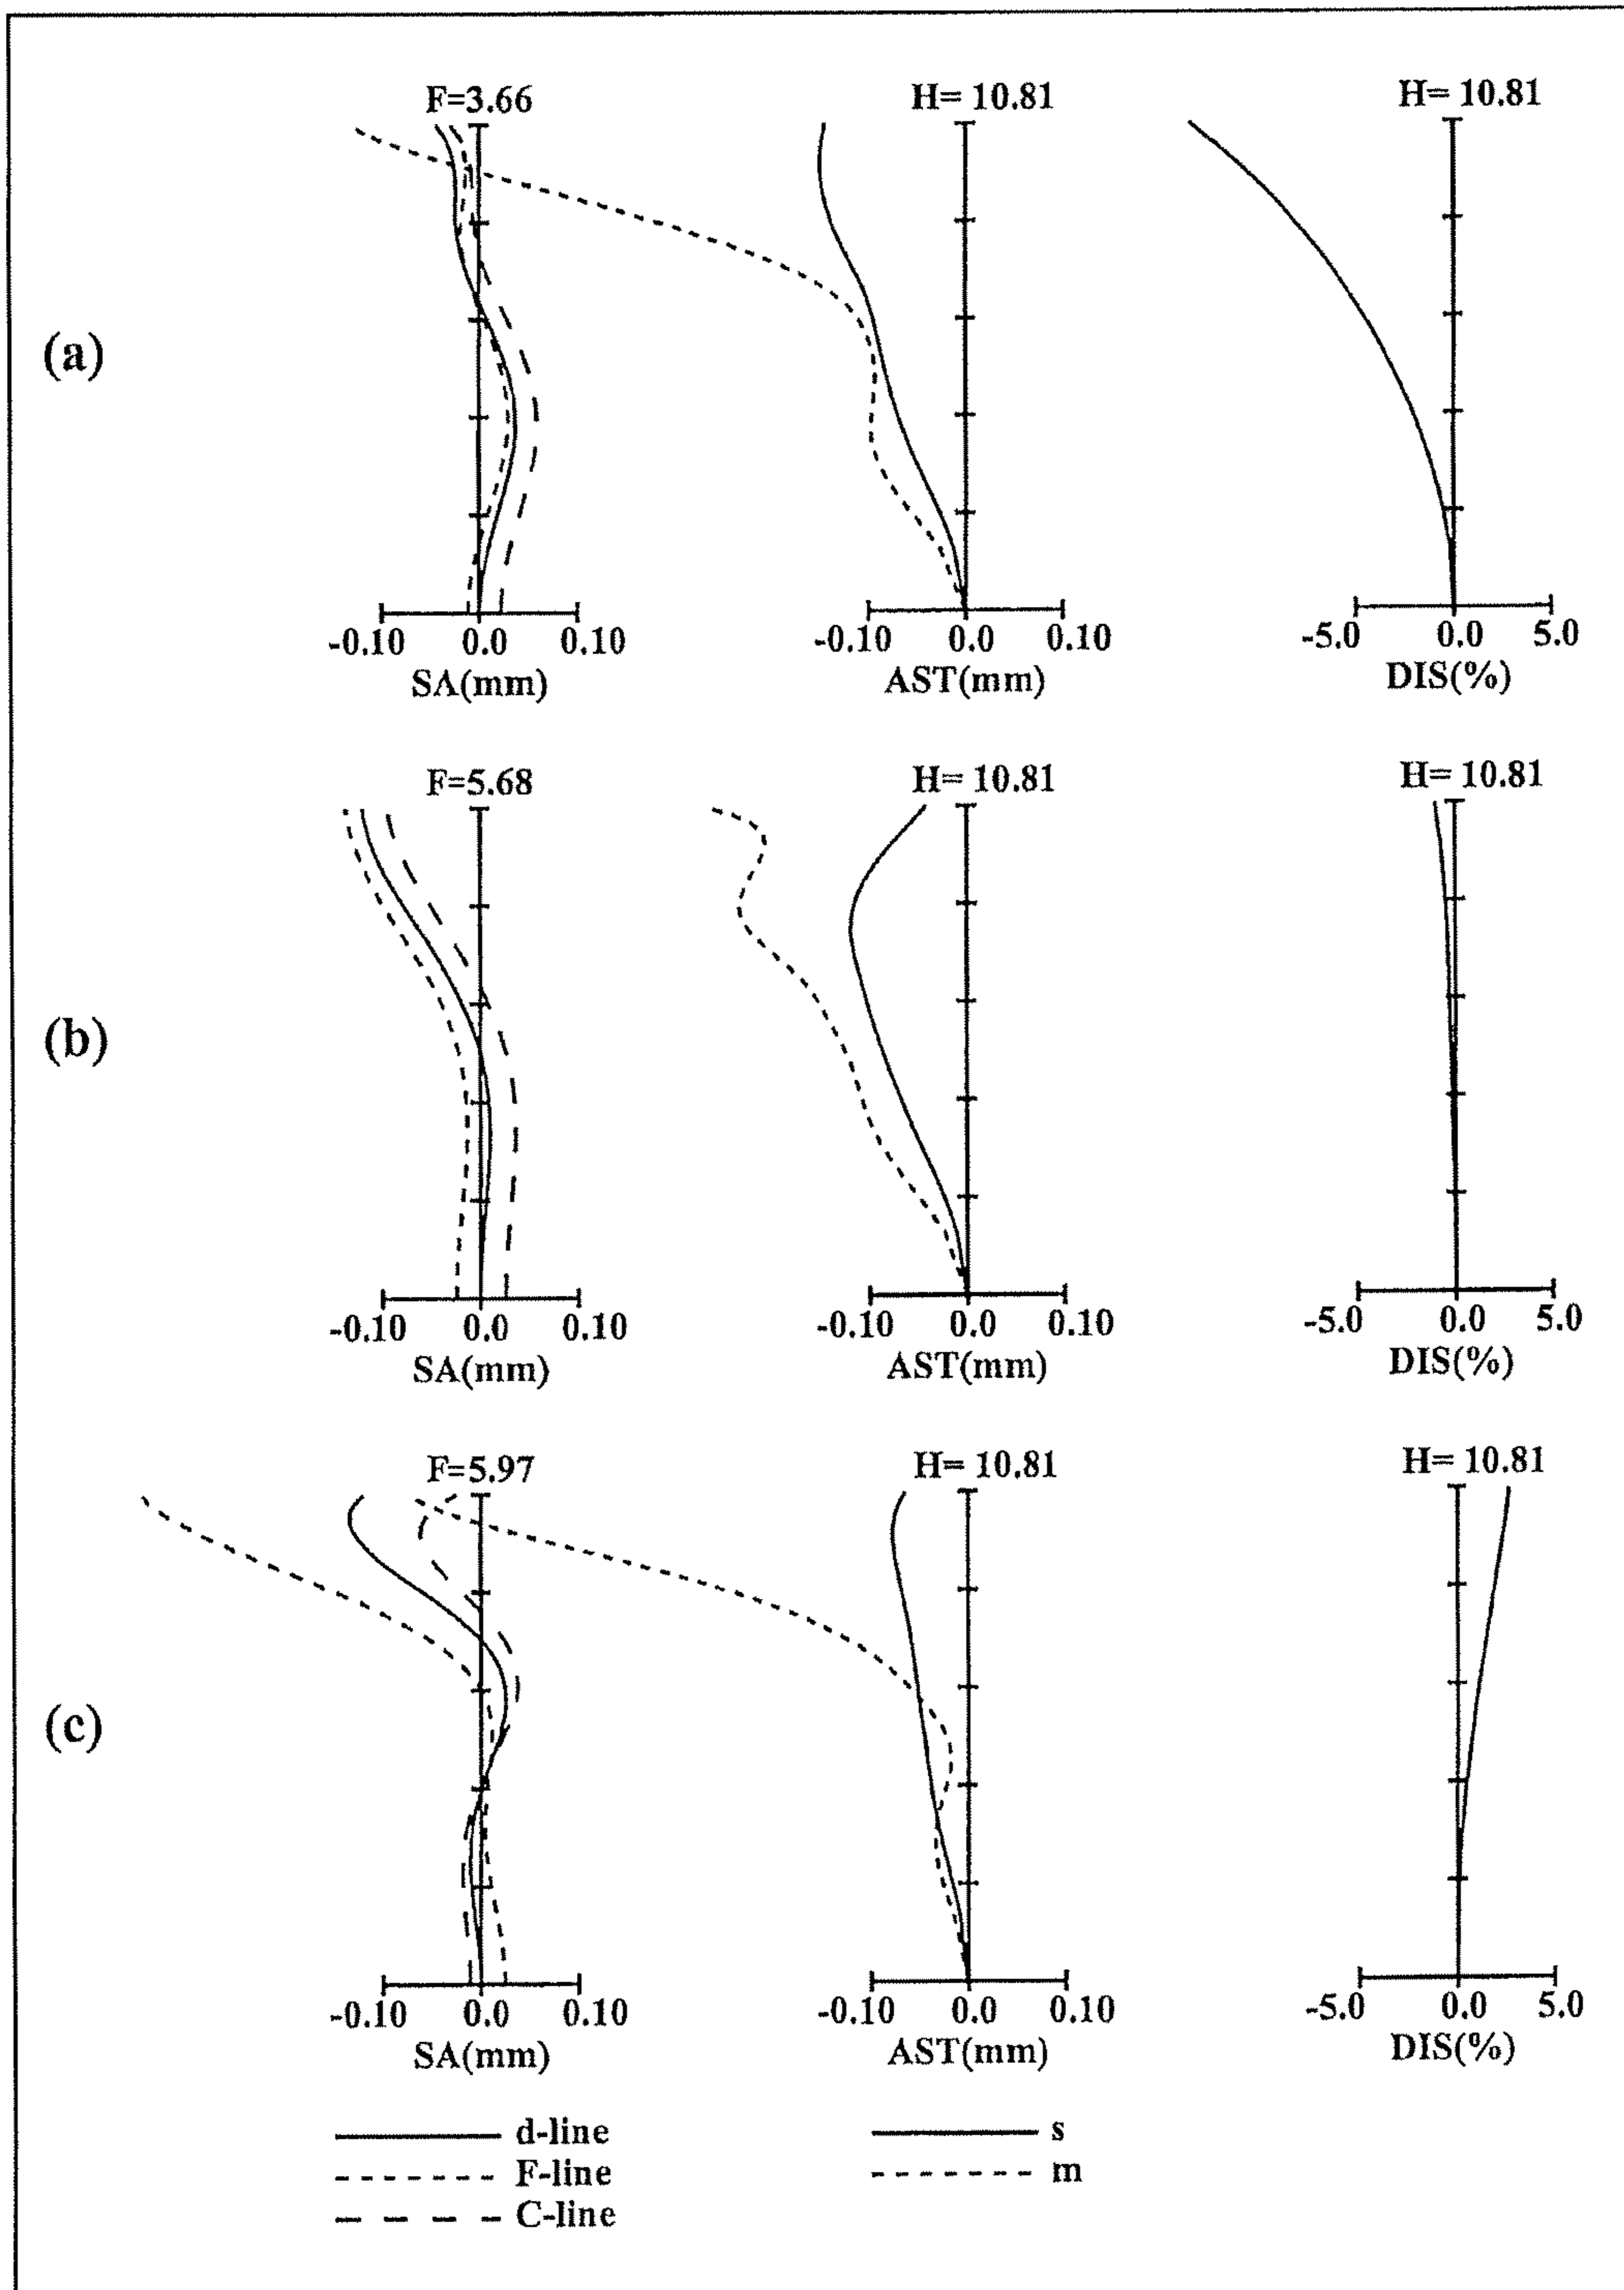 F=3.66 H= 10.81 H= 10.81
(a)
-0.10 0.0 0.10 -0.10 0.0 0.10 -5.0 0.0 5.0
SA(mm) AST(mm) DIS(%)
F=5.68 H= 10.81 H= 10.81
(b)
-0.10 0.0 0.10 -0.10 0.0 0.10 -5.0 0.0 5.0
SA(mm) AST(mm) DIS(%)
F=5.97 H= 10.81 H= 10.81
(c)
-0.10 0.0 0.10 -0.10 0.0 0.10 -5.0 0.0 5.0
SA(mm) AST(mm) DIS(%)
d-line s
F-line m
C-line